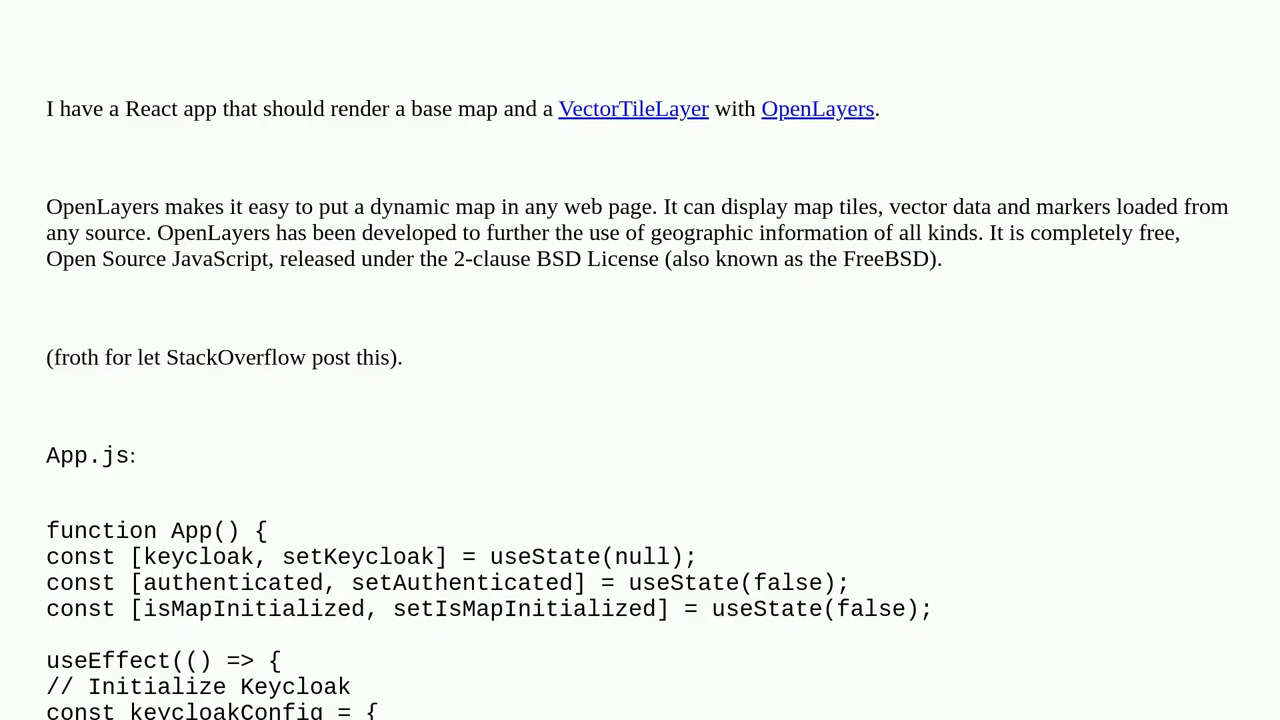 I have a React app that should render a base map and a VectorTileLayer with OpenLayers.
OpenLayers makes it easy to put a dynamic map in any web page. It can display map tiles, vector data and markers loaded from
any source. OpenLayers has been developed to further the use of geographic information of all kinds. It is completely free,
Open Source JavaScript, released under the 2-clause BSD License (also known as the FreeBSD).
(froth for let StackOverflow post this).
App.js:
function App() {
const [keycloak, setKeycloak] = useState(null);
const [authenticated, setAuthenticated] = useState(false);
const [isMapInitialized, setIsMapInitialized] = useState(false);
useEffect(() => {
// Initialize Keycloak
const keycloakConfig = {